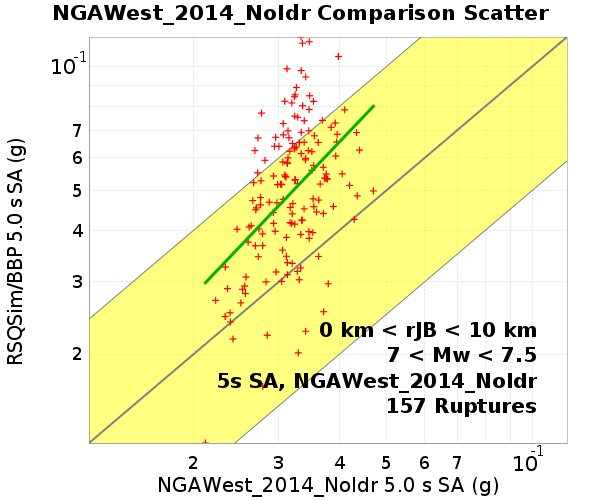 NGAWest_2014_NoIdr Comparison Scatter
RSQSim/BBP 5.0 s SA (g)
10⁻¹
7
6
5
4
3
2
0 km < rJB < 10 km
7 < Mw < 7.5
5s SA, NGAWest_2014_NoIdr
157 Ruptures
2 3 4 5 6 7 10⁻¹
NGAWest_2014_NoIdr 5.0 s SA (g)